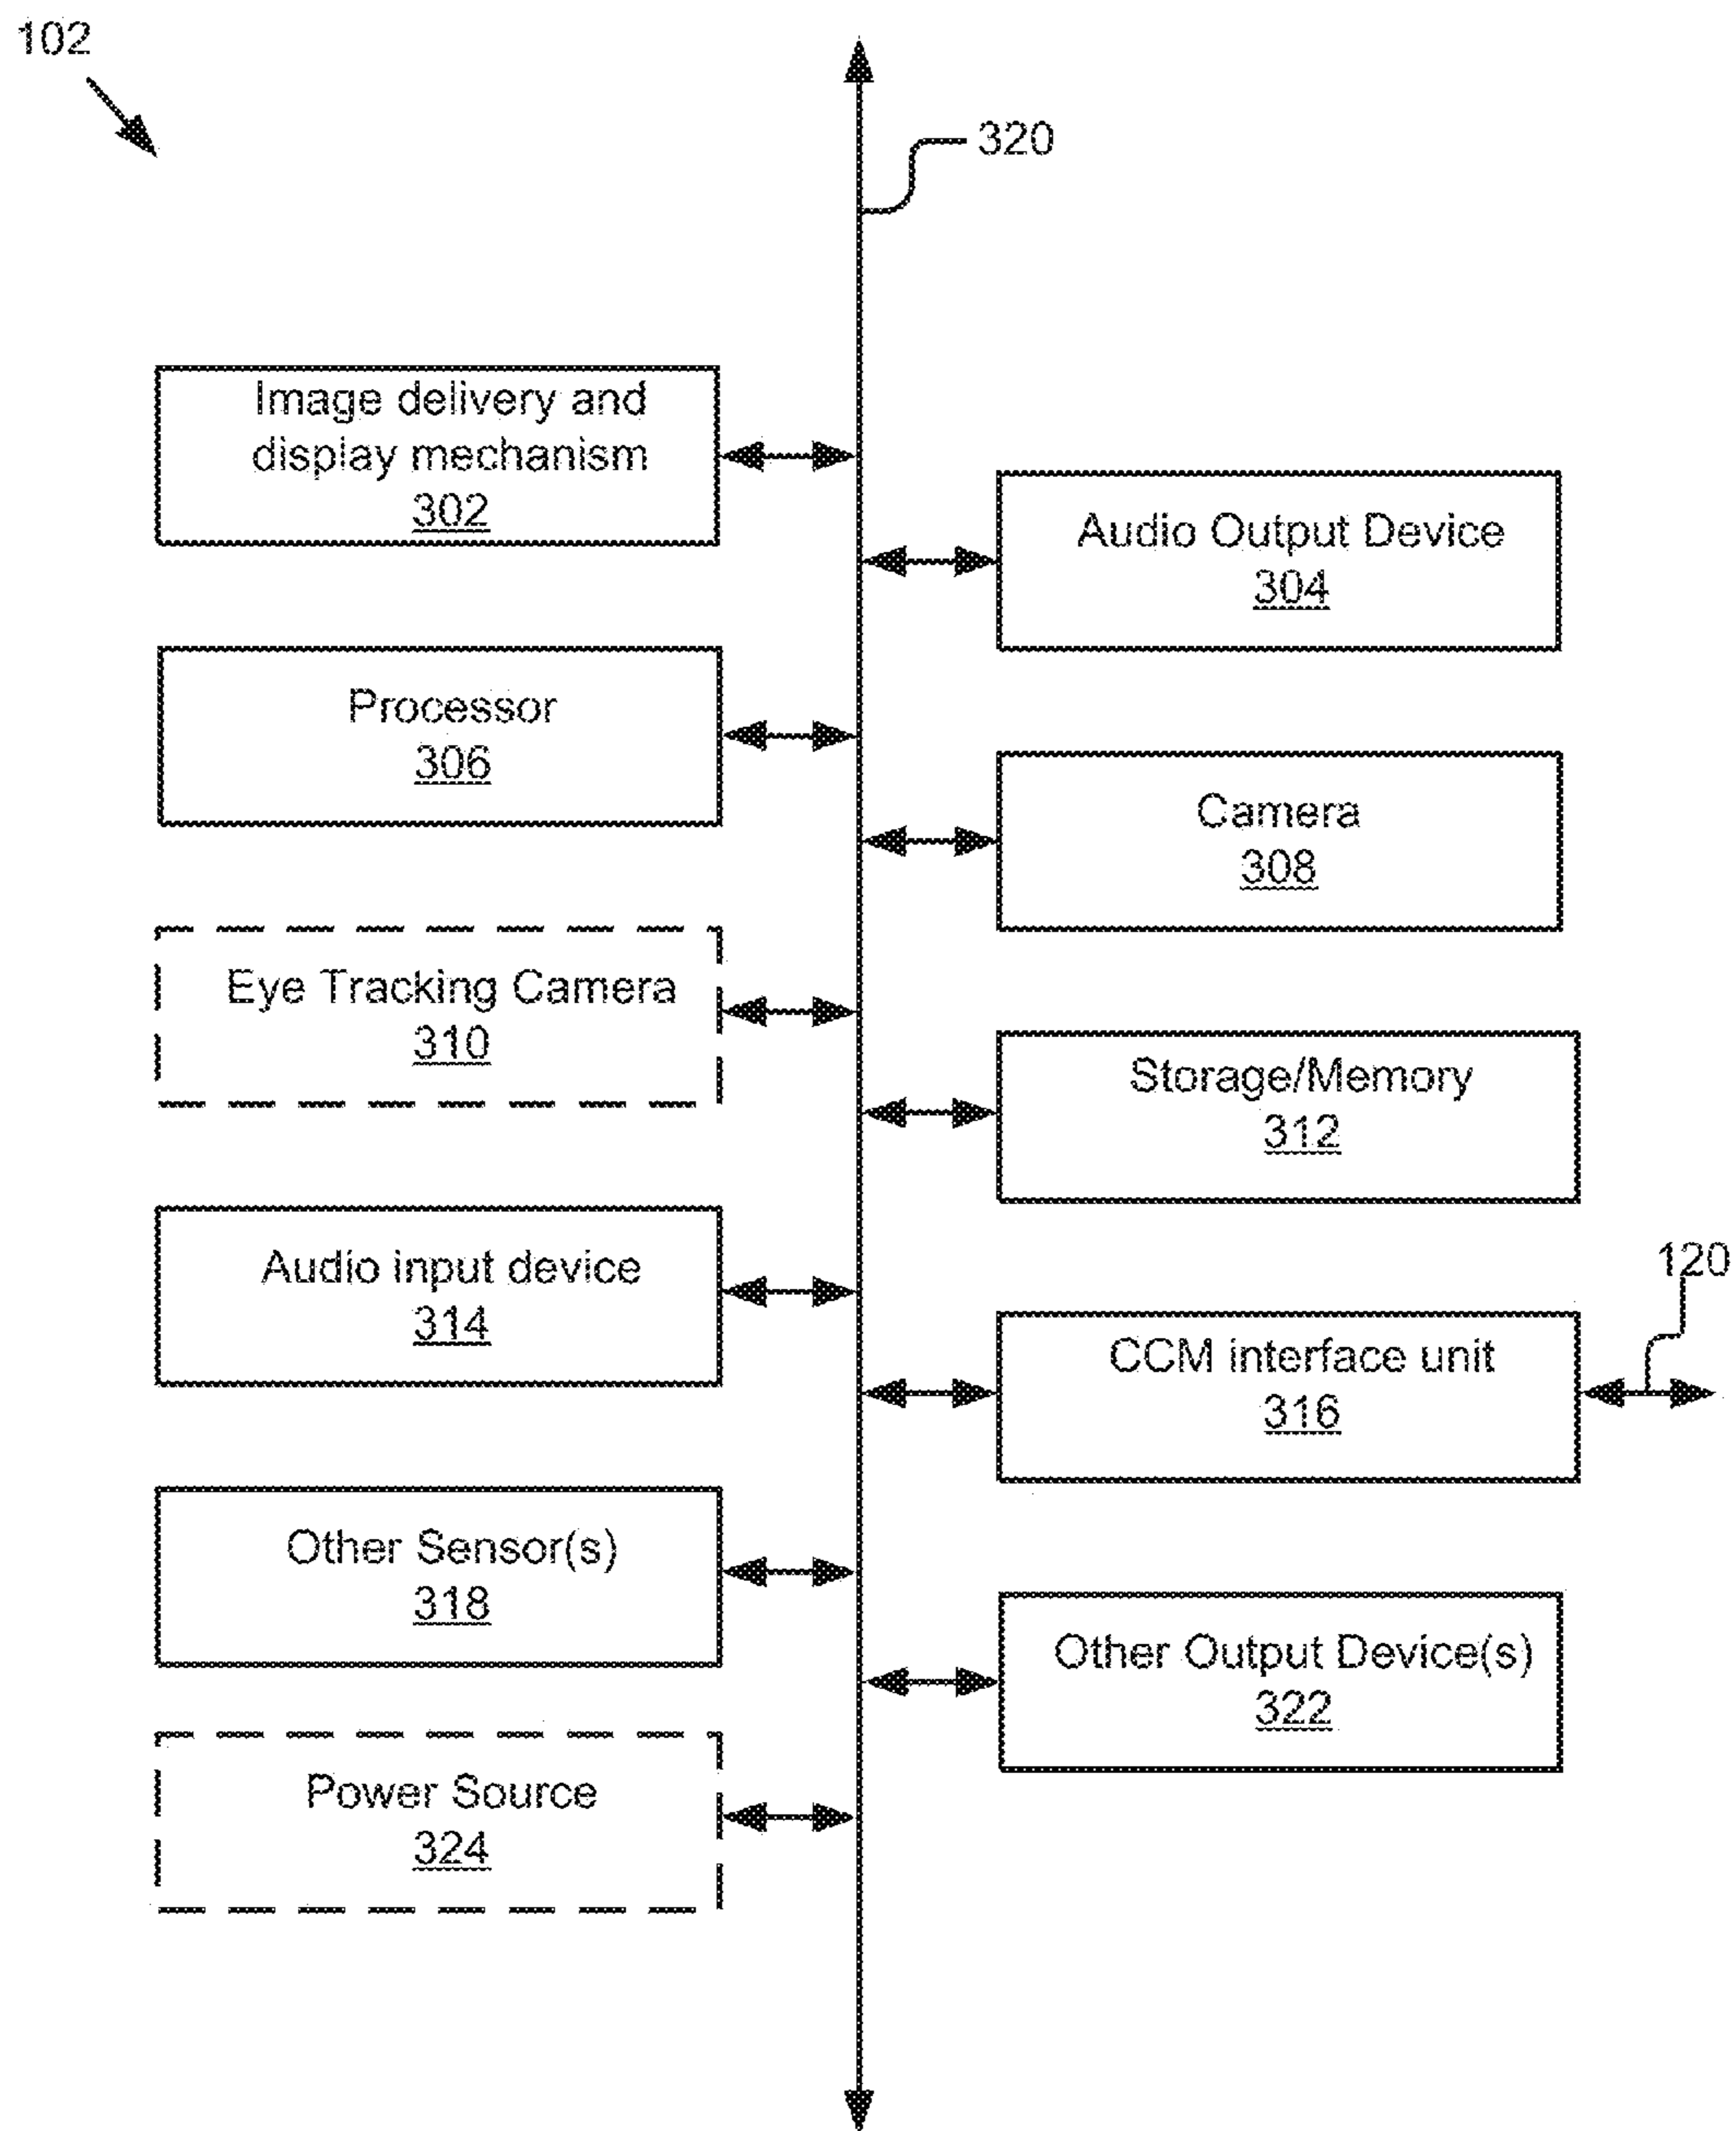 102
320
Image delivery and
display mechanism
302
Audio Output Device
304
Processor
306
Camera
308
Eye Tracking Camera
310
Storage/Memory
312
Audio input device
314
120
CCM interface unit
316
Other Sensor(s)
318
Other Output Device(s)
322
Power Source
324